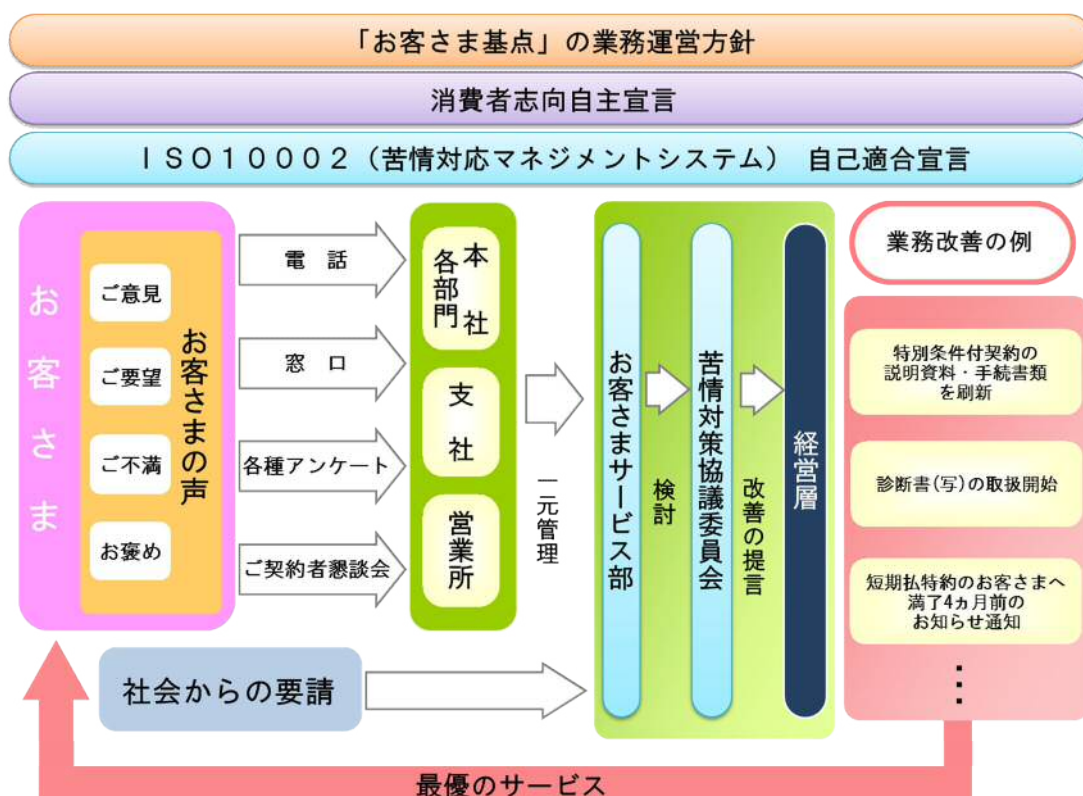 「お客さま基点」の業務運営方針
消費者志向自主宣言
ＩＳＯ１０００２（苦情対応マネジメントシステム）　自己適合宣言
お客さま
お客さまの声
ご意見
ご要望
ご不満
お褒め
電　話
窓　口
各種アンケート
ご契約者懇談会
本社
各部門
支社
営業所
一元管理
お客さまサービス部
検討
苦情対策協議委員会
改善の提言
経営層
業務改善の例
特別条件付契約の
説明資料・手続書類
を刷新
診断書(写)の取扱開始
短期払特約のお客さまへ
満了4ヵ月前の
お知らせ通知
⋮
社会からの要請
最優のサービス